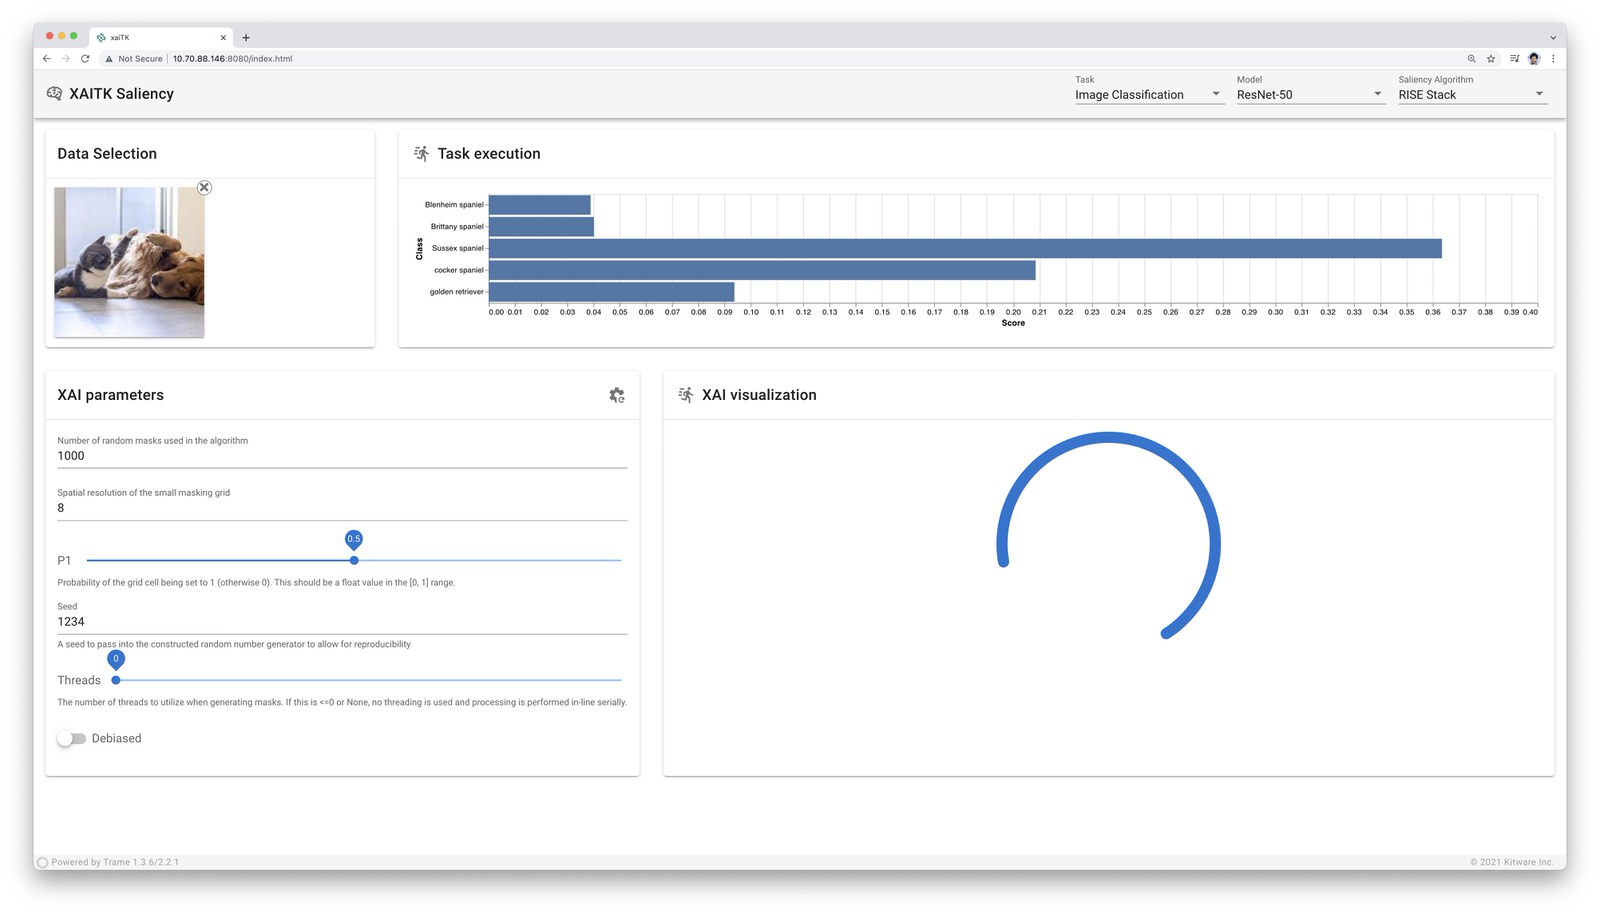 xaiTK
Not Secure
10.70.88.146:8080/index.html
XAITK Saliency
Task
Image Classification
Model
ResNet-50
Saliency Algorithm
RISE Stack
Data Selection
Task execution
Class
Blenheim spaniel
Brittany spaniel
Sussex spaniel
cocker spaniel
golden retriever
0.00 0.01 0.02 0.03 0.04 0.05 0.06 0.07 0.08 0.09 0.10 0.11 0.12 0.13 0.14 0.15 0.16 0.17 0.18 0.19 0.20 0.21 0.22 0.23 0.24 0.25 0.26 0.27 0.28 0.29 0.30 0.31 0.32 0.33 0.34 0.35 0.36 0.37 0.38 0.39 0.40
Score
XAI parameters
Number of random masks used in the algorithm
1000
Spatial resolution of the small masking grid
8
0.5
P1
Probability of the grid cell being set to 1 (otherwise 0). This should be a float value in the [0, 1] range.
Seed
1234
A seed to pass into the constructed random number generator to allow for reproducibility
0
Threads
The number of threads to utilize when generating masks. If this is <=0 or None, no threading is used and processing is performed in-line serially.
Debiased
XAI visualization
Powered by Trame 1.3.6/2.2.1
© 2021 Kitware Inc.